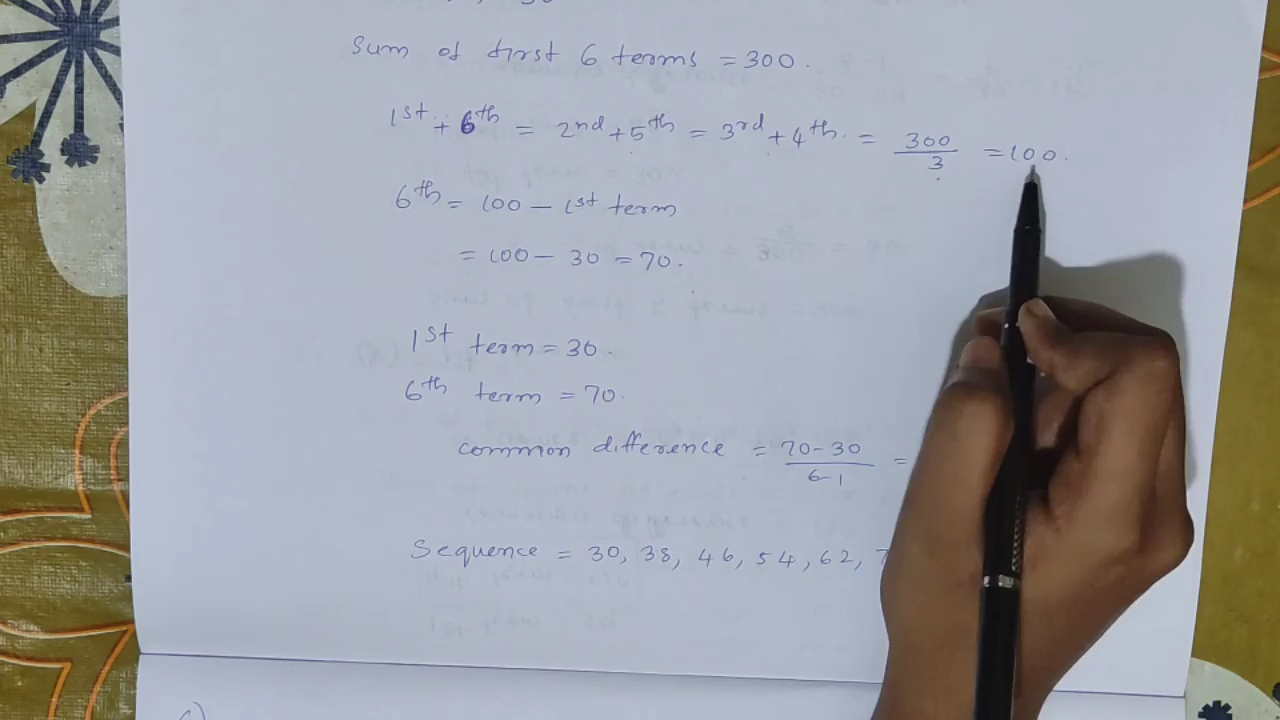 Sum of first 6 terms = 300.
1st + 6th = 2nd + 5th = 3rd + 4th. = 300/3 = 100.
6th = 100 – 1st term
= 100 – 30 = 70.
1st term = 30.
6th term = 70.
common difference = 70-30/6-1 =
Sequence = 30, 38, 46, 54, 62, 7